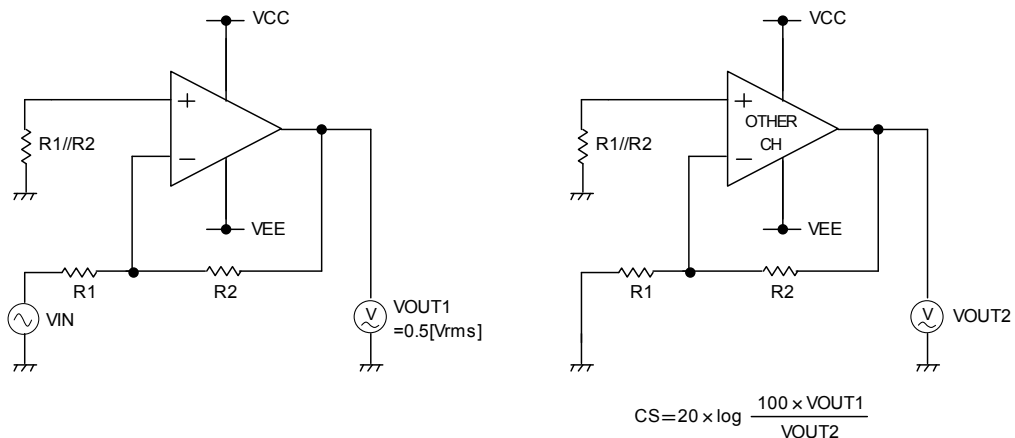 VCC
R1//R2
+
−
VEE
R1
R2
VIN
V
VOUT1
=0.5[Vrms]
VCC
R1//R2
+
OTHER
CH
−
VEE
R1
R2
V
VOUT2
CS=20×log 100×VOUT1
VOUT2